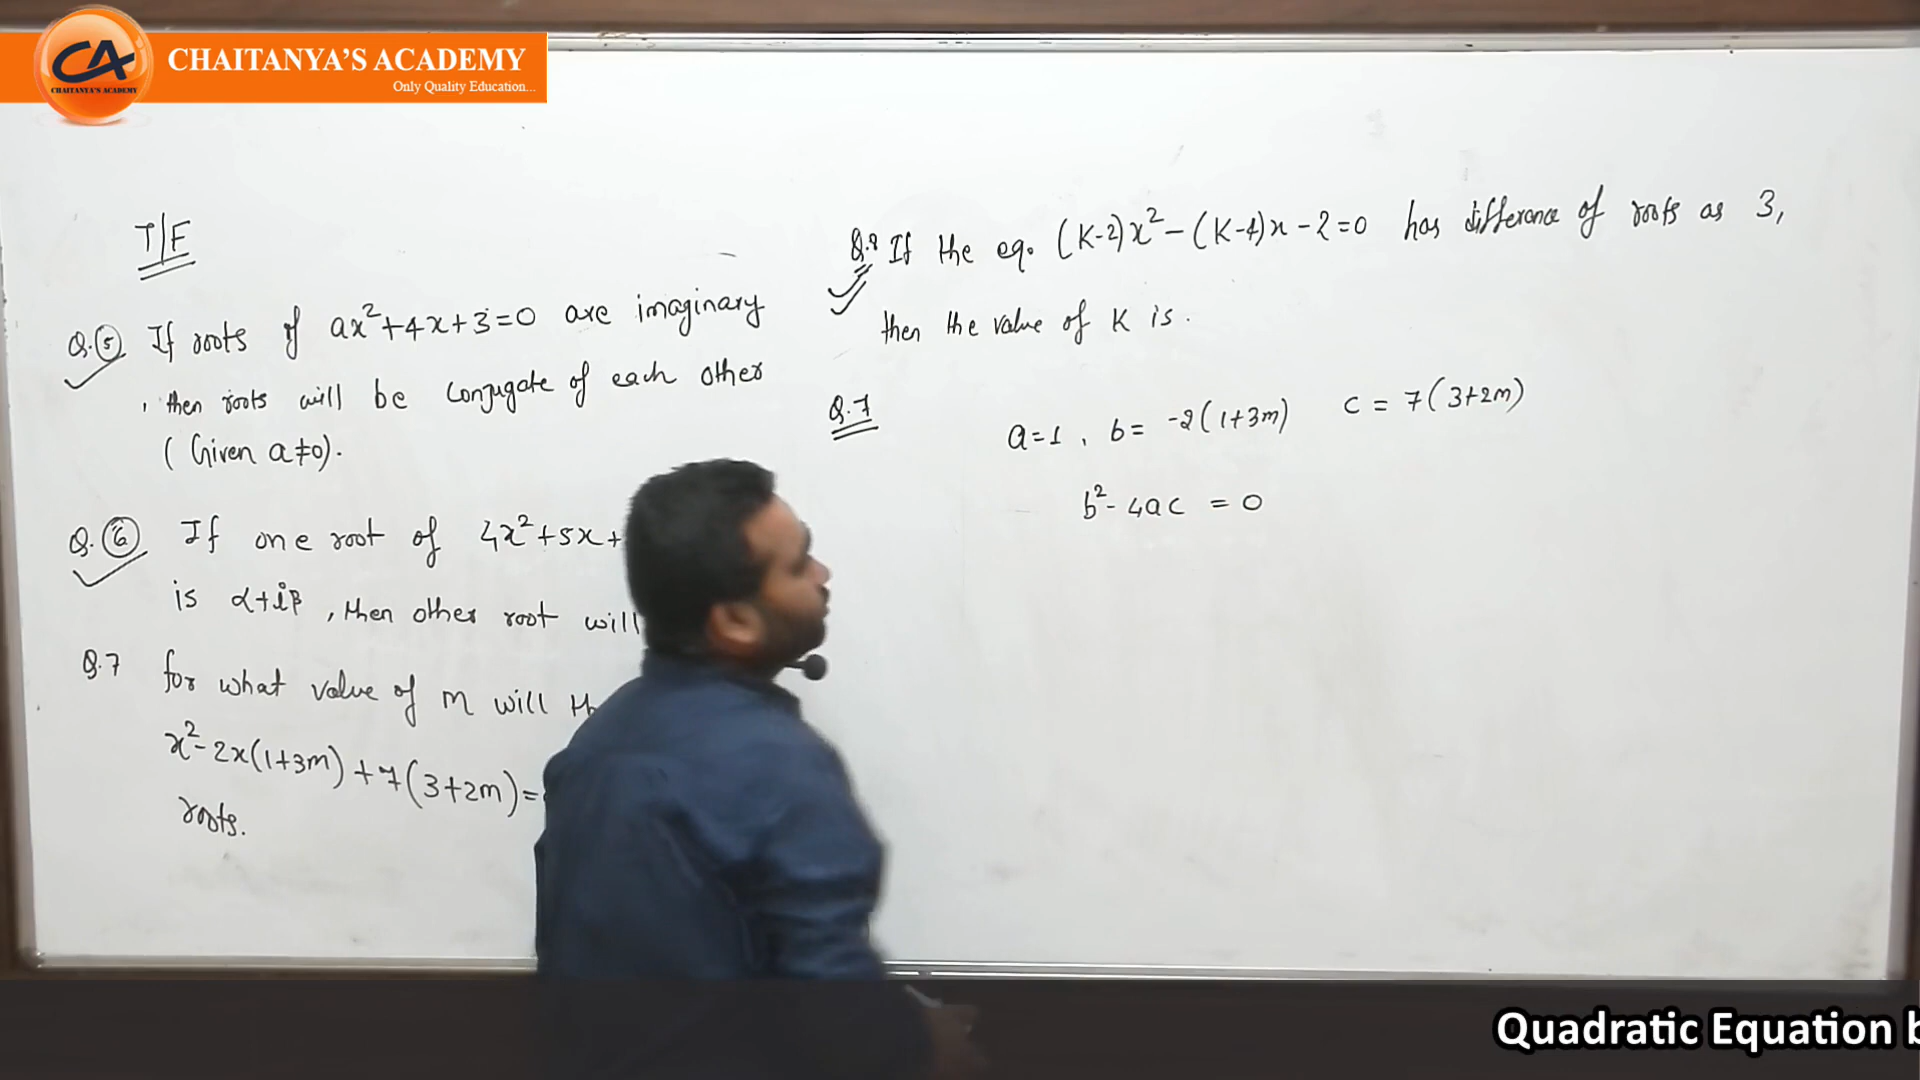 CHAITANYA'S ACADEMY
Only Quality Education...
CA
CHAITANYA'S ACADEMY
T/F
Q.⑤ If roots of ax²+4x+3=0 are imaginary
, then roots will be conjugate of each other
(Given a≠0).
Q.⑥ If one root of 4x²+5x+
is α+iβ, then other root will
Q.7 for what value of m will th
x²-2x(1+3m)+7(3+2m)=
roots.
Q.8 If the eq. (K-2)x²-(K-4)x-2=0 has difference of roots as 3,
then the value of K is.
Q.7
a=1, b= -2(1+3m) c = 7(3+2m)
b²-4ac = 0
Quadratic Equation b